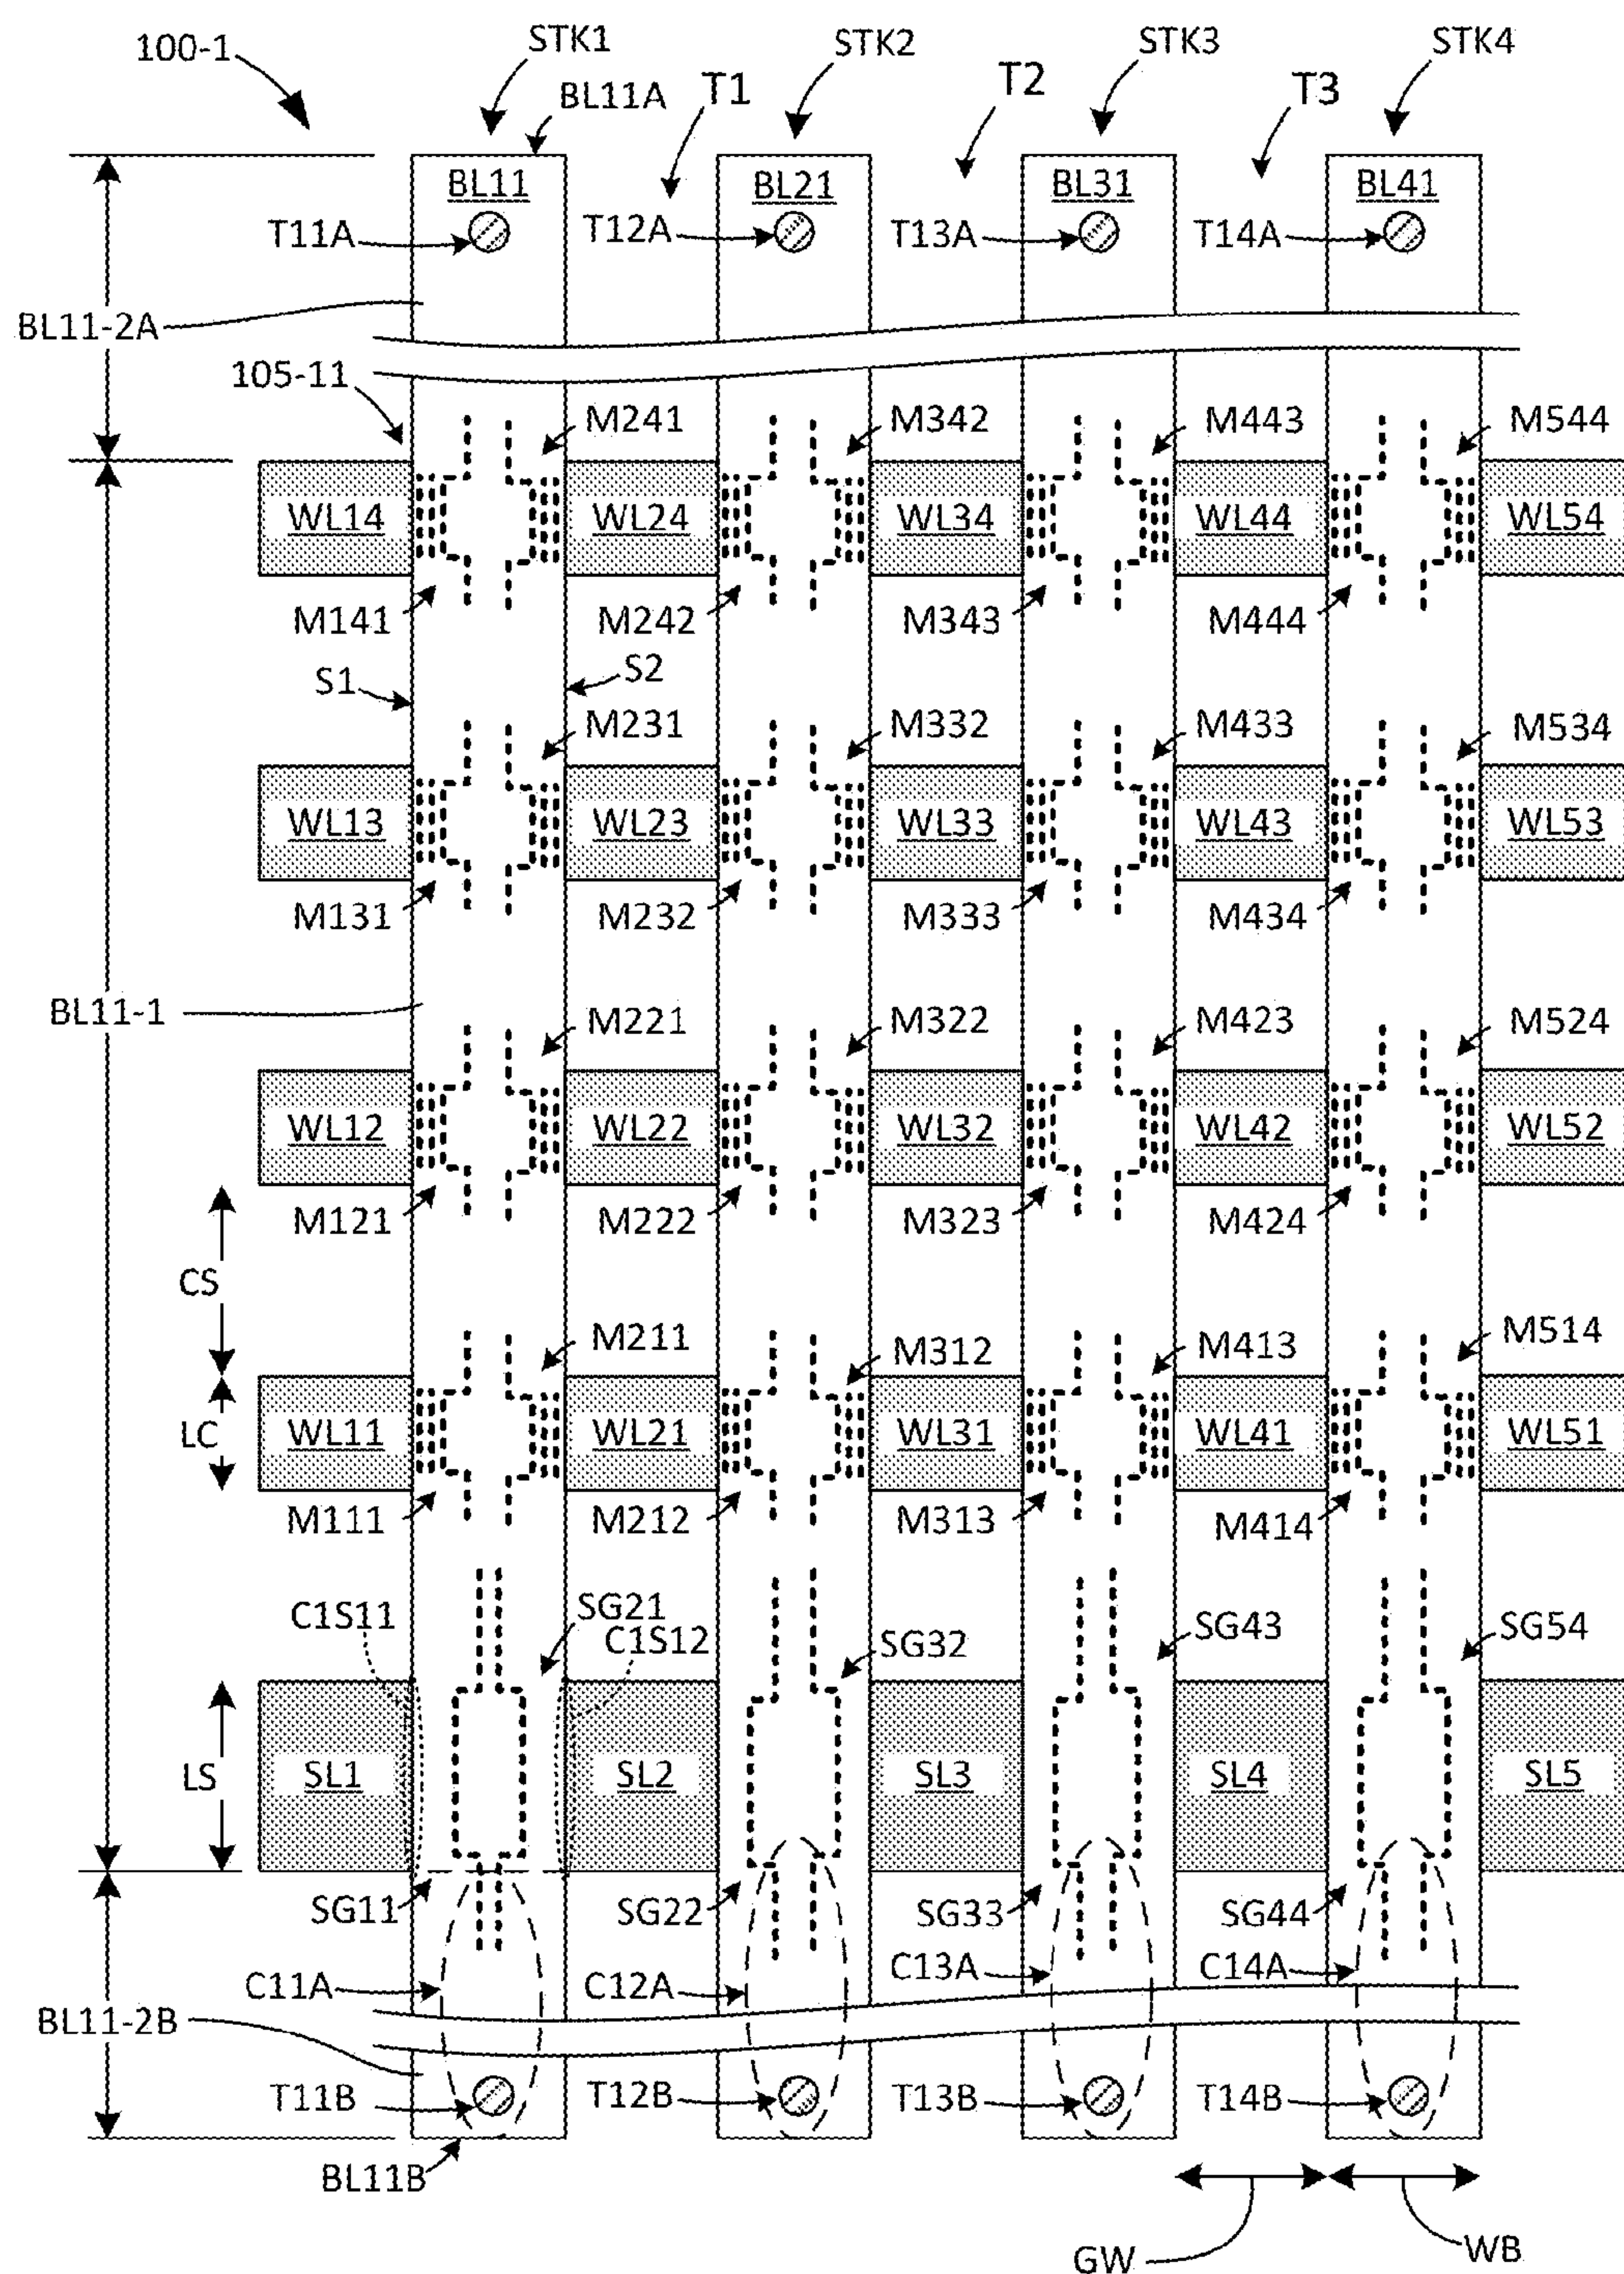 100-1
STK1
STK2
STK3
STK4
BL11A
T1
T2
T3
BL11
BL21
BL31
BL41
T11A
T12A
T13A
T14A
BL11-2A
105-11
M241
M342
M443
M544
WL14
WL24
WL34
WL44
WL54
M141
M242
M343
M444
S1
S2
M231
M332
M433
M534
WL13
WL23
WL33
WL43
WL53
M131
M232
M333
M434
BL11-1
M221
M322
M423
M524
WL12
WL22
WL32
WL42
WL52
M121
M222
M323
M424
CS
M211
M312
M413
M514
LC
WL11
WL21
WL31
WL41
WL51
M111
M212
M313
M414
C1S11
SG21
C1S12
SG32
SG43
SG54
LS
SL1
SL2
SL3
SL4
SL5
SG11
SG22
SG33
SG44
C11A
C12A
C13A
C14A
BL11-2B
T11B
T12B
T13B
T14B
BL11B
GW
WB